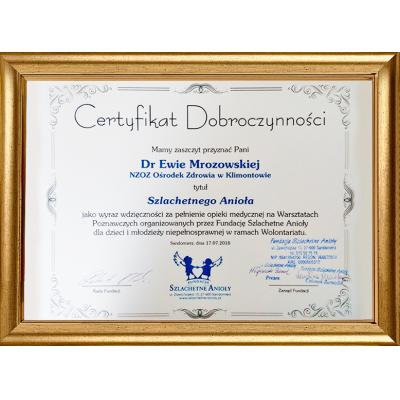 Certyfikat Dobroczynności
Mamy zaszczyt przyznać Pani
Dr Ewie Mrozowskiej
NZOZ Ośrodek Zdrowia w Klimontowie
tytuł
Szlachetnego Anioła
jako wyraz wdzięczności za pełnienie opieki medycznej na Warsztatach
Poznawczych organizowanych przez Fundację Szlachetne Anioły
dla dzieci i młodzieży niepełnosprawnej w ramach Wolontariatu.
Sandomierz, dnia 17.07.2018
Fundacja Szlachetne Anioły
FUNDACJA
SZLACHETNE ANIOŁY
Prezes
Rada Fundacji
Zarząd Fundacji